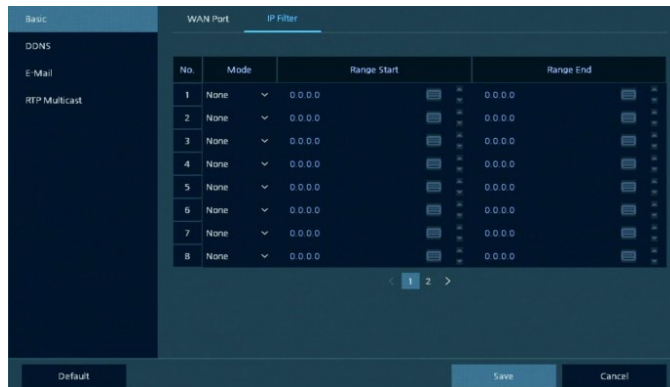 Basic
DDNS
E-Mail
RTP Multicast
WAN Port IP Filter
No. Mode Range Start Range End
1 None 0.0.0.0 0.0.0.0
2 None 0.0.0.0 0.0.0.0
3 None 0.0.0.0 0.0.0.0
4 None 0.0.0.0 0.0.0.0
5 None 0.0.0.0 0.0.0.0
6 None 0.0.0.0 0.0.0.0
7 None 0.0.0.0 0.0.0.0
8 None 0.0.0.0 0.0.0.0
< 1 2 >
Default Save Cancel